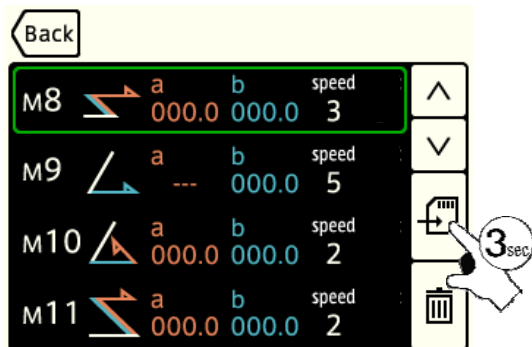 Back
M8 a b speed
000.0 000.0 3
M9 a b speed
--- 000.0 5
M10 a b speed
000.0 000.0 2
M11 a b speed
000.0 000.0 2
3sec